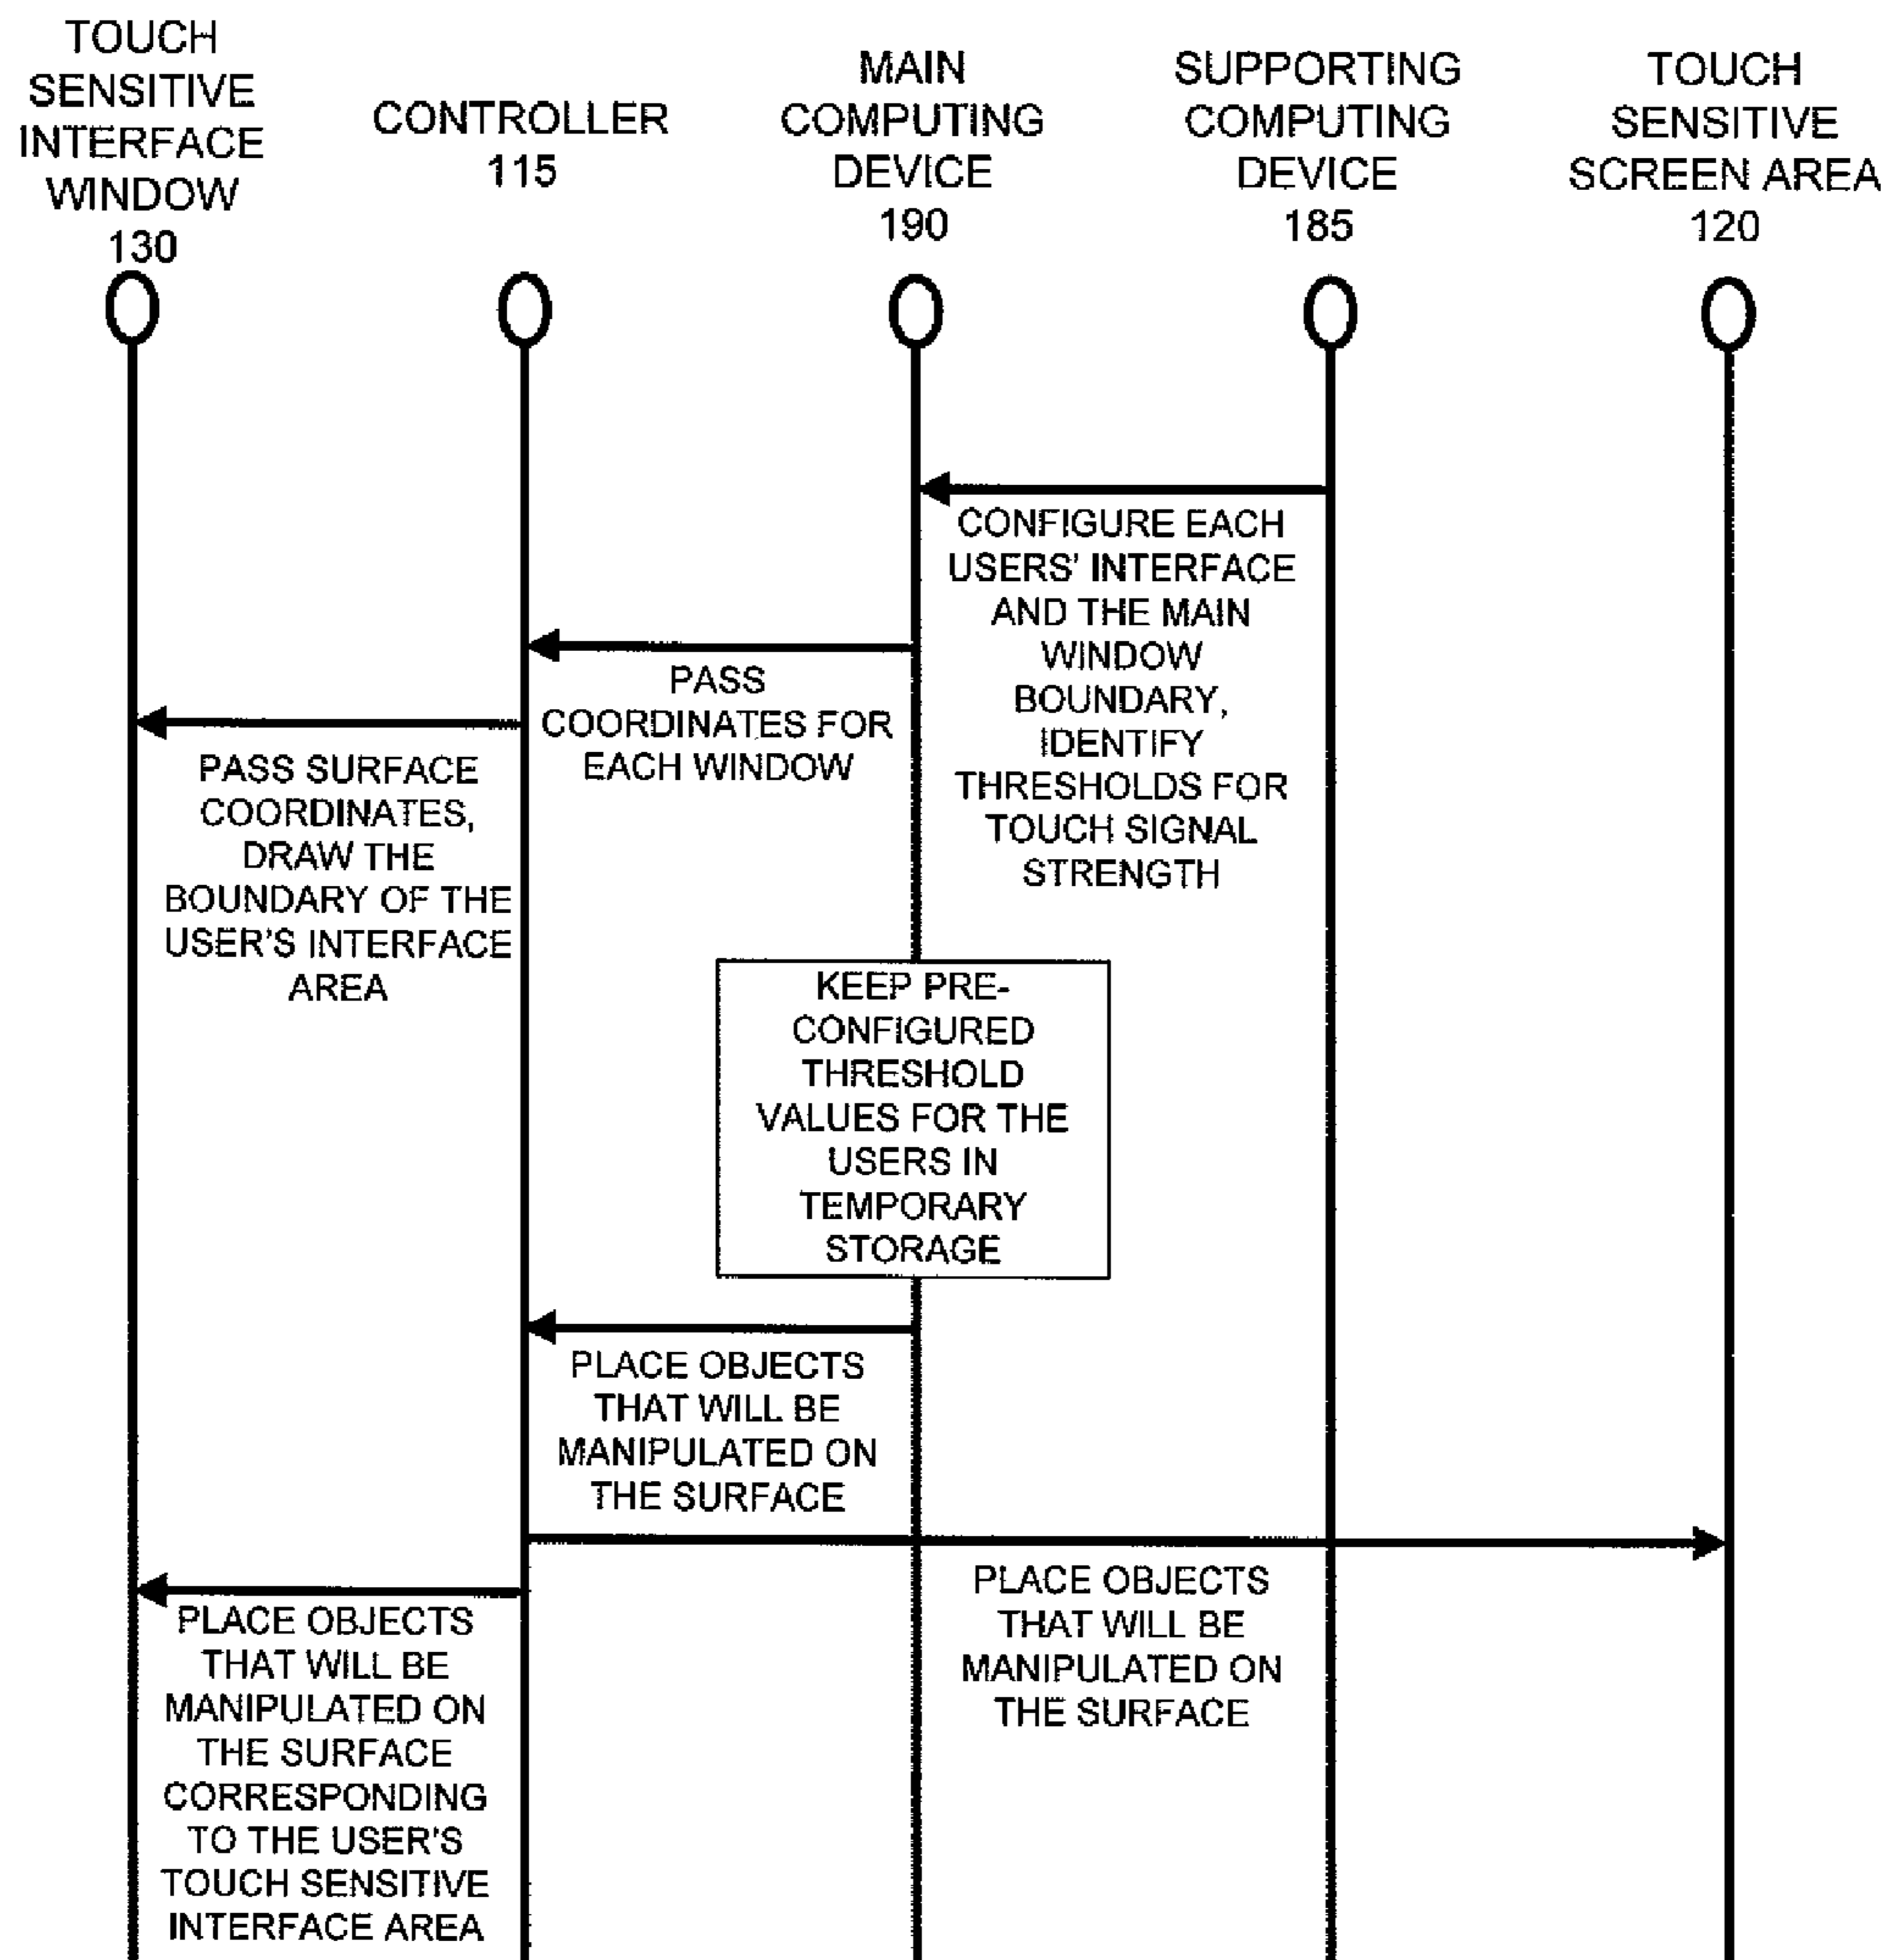 TOUCH
SENSITIVE
INTERFACE
WINDOW
130
CONTROLLER
115
MAIN
COMPUTING
DEVICE
190
SUPPORTING
COMPUTING
DEVICE
185
TOUCH
SENSITIVE
SCREEN AREA
120
CONFIGURE EACH
USERS' INTERFACE
AND THE MAIN
WINDOW
BOUNDARY,
IDENTIFY
THRESHOLDS FOR
TOUCH SIGNAL
STRENGTH
PASS
COORDINATES FOR
EACH WINDOW
PASS SURFACE
COORDINATES,
DRAW THE
BOUNDARY OF THE
USER'S INTERFACE
AREA
KEEP PRE-
CONFIGURED
THRESHOLD
VALUES FOR THE
USERS IN
TEMPORARY
STORAGE
PLACE OBJECTS
THAT WILL BE
MANIPULATED ON
THE SURFACE
PLACE OBJECTS
THAT WILL BE
MANIPULATED ON
THE SURFACE
PLACE OBJECTS
THAT WILL BE
MANIPULATED ON
THE SURFACE
CORRESPONDING
TO THE USER'S
TOUCH SENSITIVE
INTERFACE AREA